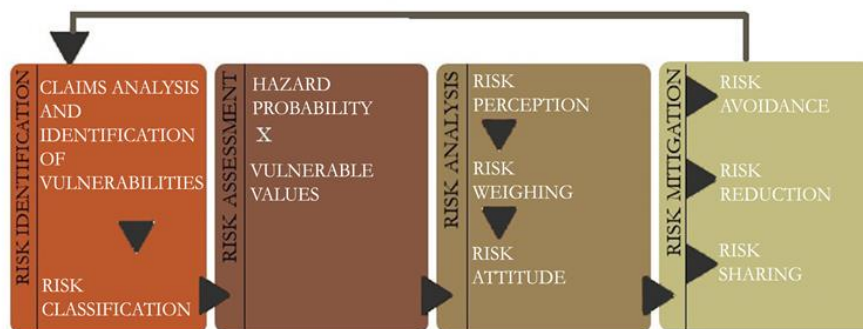 RISK IDENTIFICATION
CLAIMS ANALYSIS
AND
IDENTIFICATION
OF
VULNERABILITIES
RISK
CLASSIFICATION
RISK ASSESSMENT
HAZARD
PROBABILITY
X
VULNERABLE
VALUES
RISK ANALYSIS
RISK
PERCEPTION
RISK
WEIGHING
RISK
ATTITUDE
RISK MITIGATION
RISK
AVOIDANCE
RISK
REDUCTION
RISK
SHARING